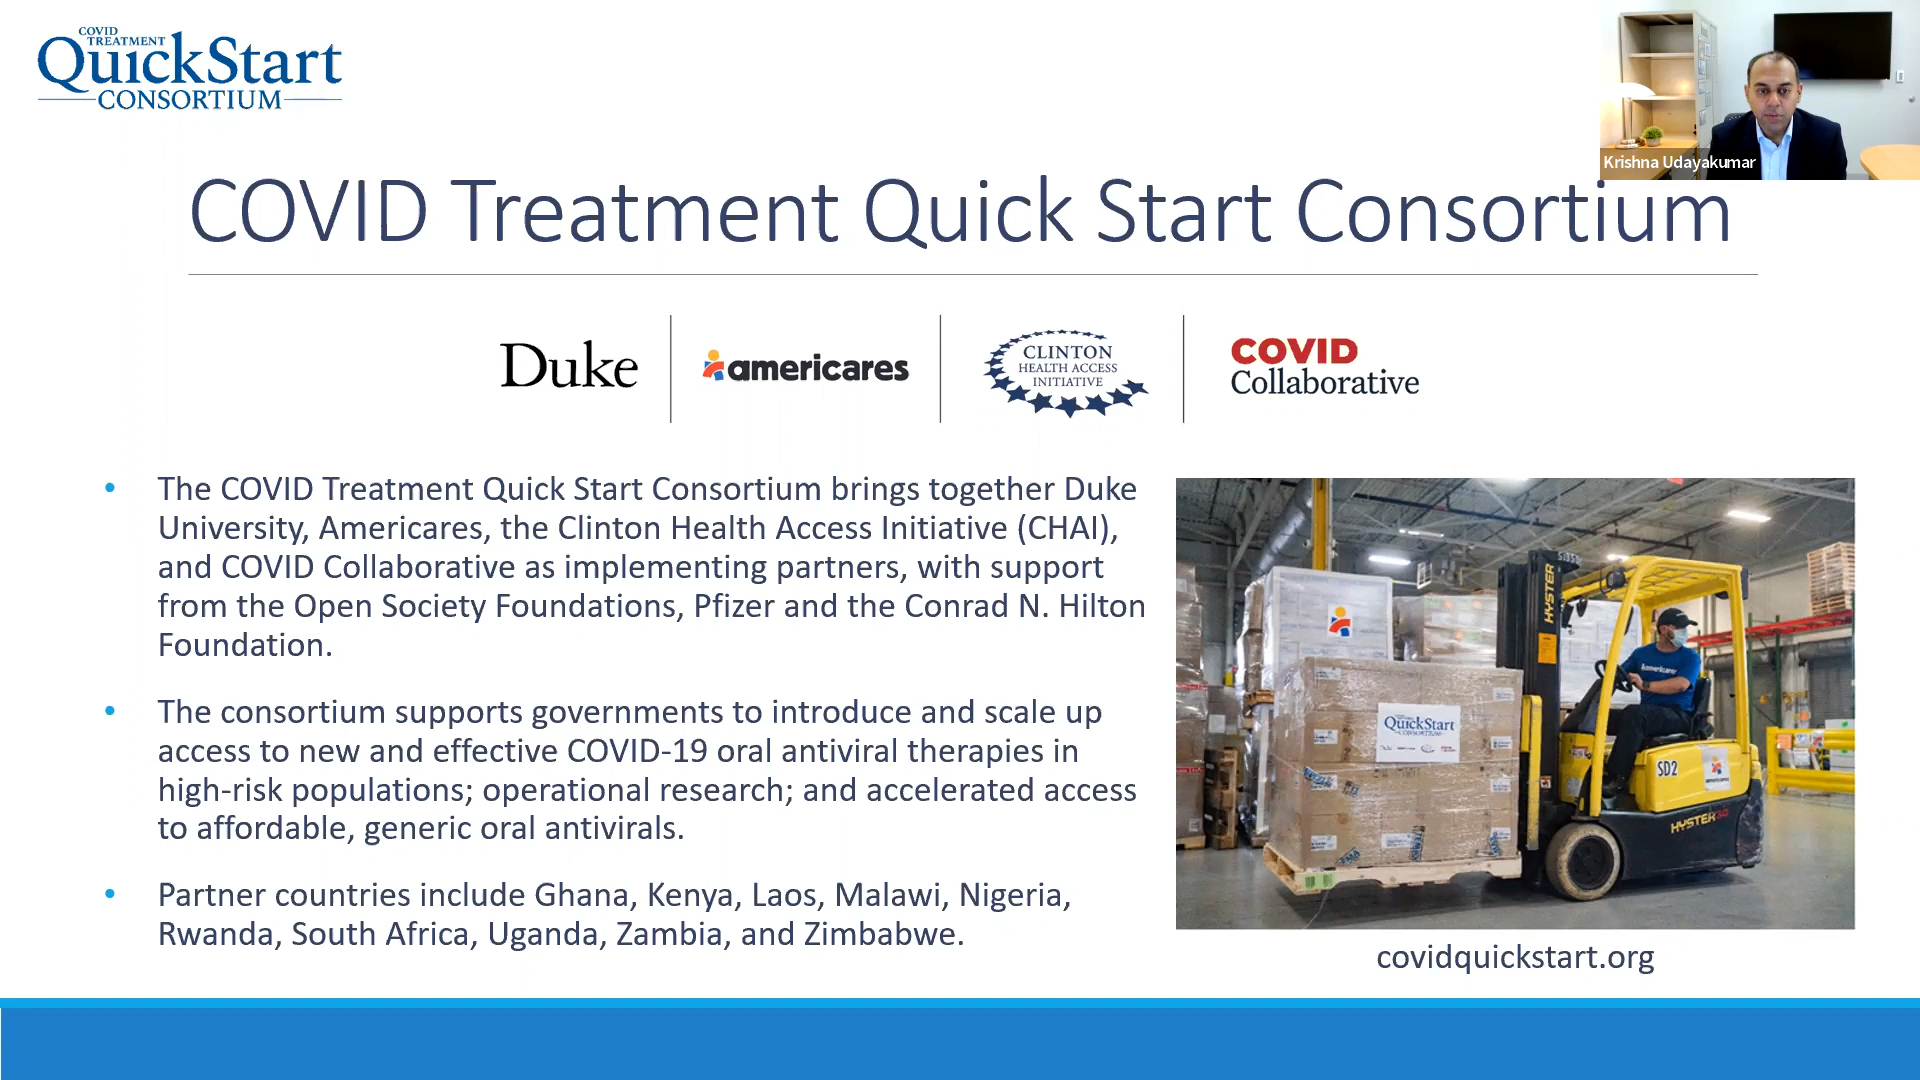 COVID
TREATMENT
QuickStart
CONSORTIUM
Krishna Udayakumar
COVID Treatment Quick Start Consortium
Duke
americares
CLINTON
HEALTH ACCESS
INITIATIVE
COVID
Collaborative
• The COVID Treatment Quick Start Consortium brings together Duke
University, Americares, the Clinton Health Access Initiative (CHAI),
and COVID Collaborative as implementing partners, with support
from the Open Society Foundations, Pfizer and the Conrad N. Hilton
Foundation.
• The consortium supports governments to introduce and scale up
access to new and effective COVID-19 oral antiviral therapies in
high-risk populations; operational research; and accelerated access
to affordable, generic oral antivirals.
• Partner countries include Ghana, Kenya, Laos, Malawi, Nigeria,
Rwanda, South Africa, Uganda, Zambia, and Zimbabwe.
HYSTER
americares
QuickStart
CONSORTIUM
SD2
americares
HYSTER
covidquickstart.org